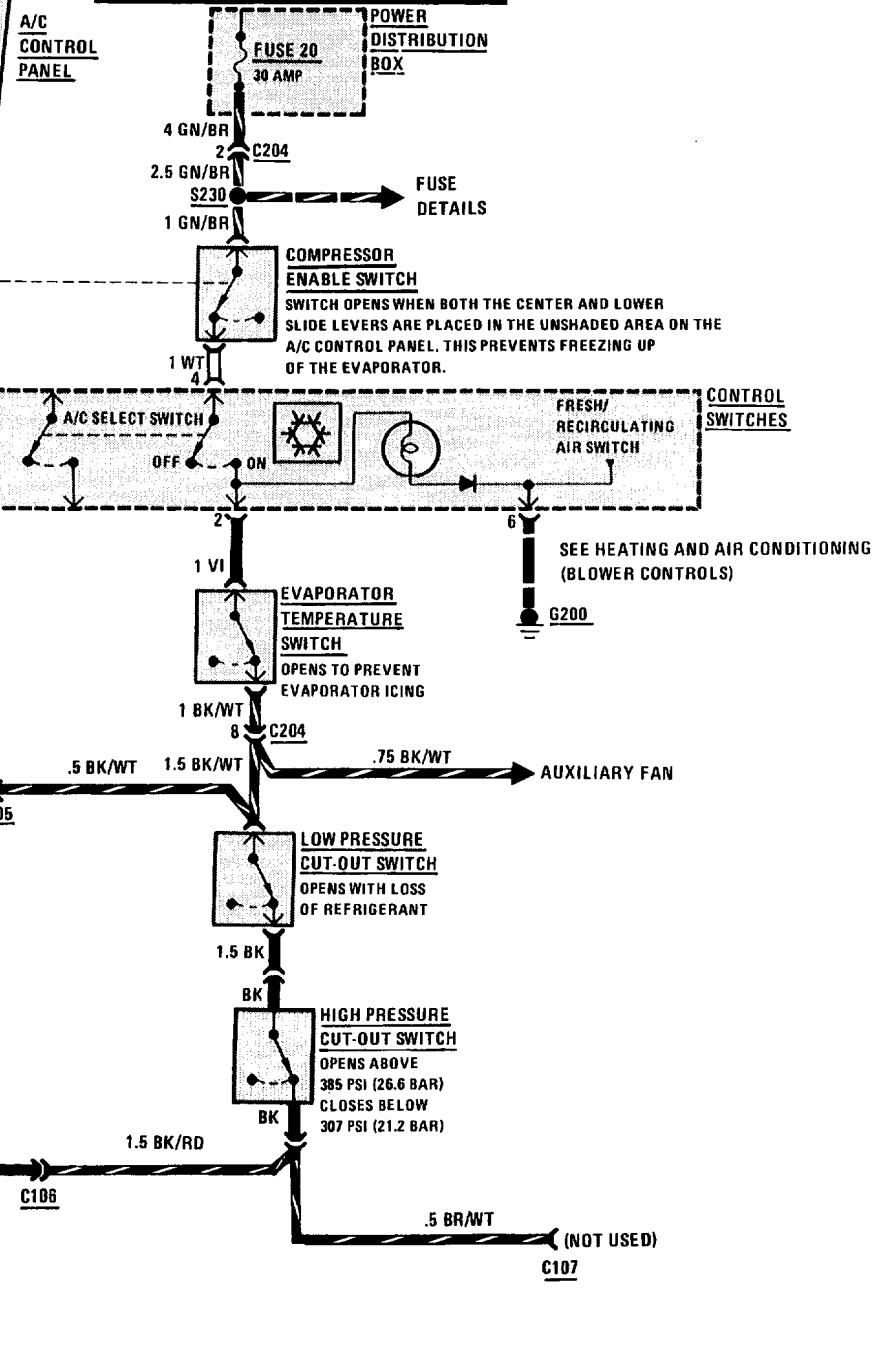 A/C
CONTROL
PANEL
POWER
DISTRIBUTION
BOX
FUSE 20
30 AMP
4 GN/BR
2 C204
2.5 GN/BR
S230
FUSE
DETAILS
1 GN/BR
COMPRESSOR
ENABLE SWITCH
SWITCH OPENS WHEN BOTH THE CENTER AND LOWER
SLIDE LEVERS ARE PLACED IN THE UNSHADED AREA ON THE
A/C CONTROL PANEL. THIS PREVENTS FREEZING UP
OF THE EVAPORATOR.
1 WT
4
CONTROL
SWITCHES
A/C SELECT SWITCH
OFF ON
FRESH/
RECIRCULATING
AIR SWITCH
2
6
SEE HEATING AND AIR CONDITIONING
(BLOWER CONTROLS)
1 VI
G200
EVAPORATOR
TEMPERATURE
SWITCH
OPENS TO PREVENT
EVAPORATOR ICING
1 BK/WT
8 C204
.5 BK/WT
1.5 BK/WT
.75 BK/WT
AUXILIARY FAN
05
LOW PRESSURE
CUT-OUT SWITCH
OPENS WITH LOSS
OF REFRIGERANT
1.5 BK
BK
HIGH PRESSURE
CUT-OUT SWITCH
OPENS ABOVE
385 PSI (26.6 BAR)
CLOSES BELOW
307 PSI (21.2 BAR)
BK
1.5 BK/RD
C106
.5 BR/WT
(NOT USED)
C107